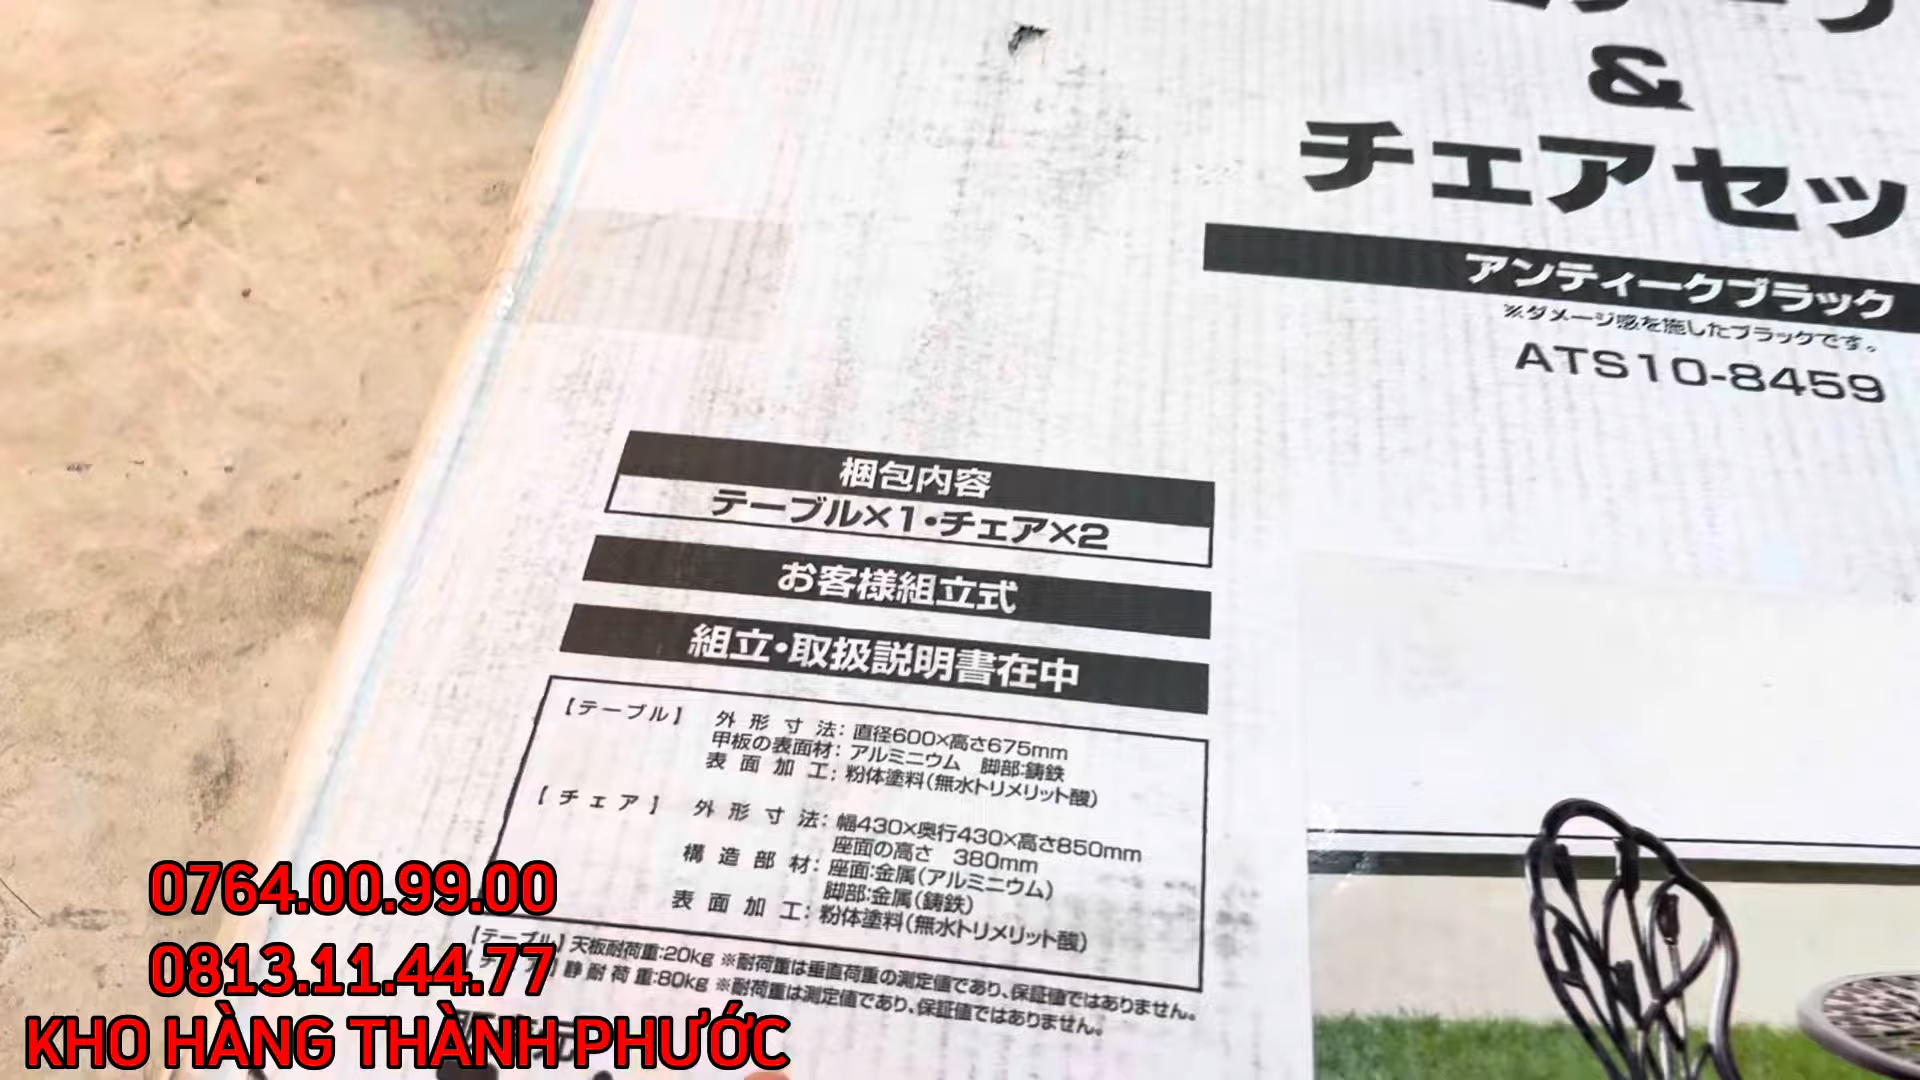 &
チェアセッ
アンティークブラック
※ダメージ感を施したブラックです。
ATS10-8459
梱包内容
テーブル×1・チェア×2
お客様組立式
組立・取扱説明書在中
【テーブル】 外形寸法：直径600×高さ675mm
甲板の表面材：アルミニウム 脚部:鋳鉄
表面加工：粉体塗料(無水トリメリット酸)
【チェア】 外形寸法：幅430×奥行430×高さ850mm
座面の高さ 380mm
構造部材：座面:金属(アルミニウム)
脚部:金属(鋳鉄)
表面加工：粉体塗料(無水トリメリット酸)
【テーブル】天板耐荷重:20kg ※耐荷重は垂直荷重の測定値であり、保証値ではありません。
静耐荷重:80kg ※耐荷重は測定値であり、保証値ではありません。
0764.00.99.00
0813.11.44.77
KHO HÀNG THÀNH PHƯỚC